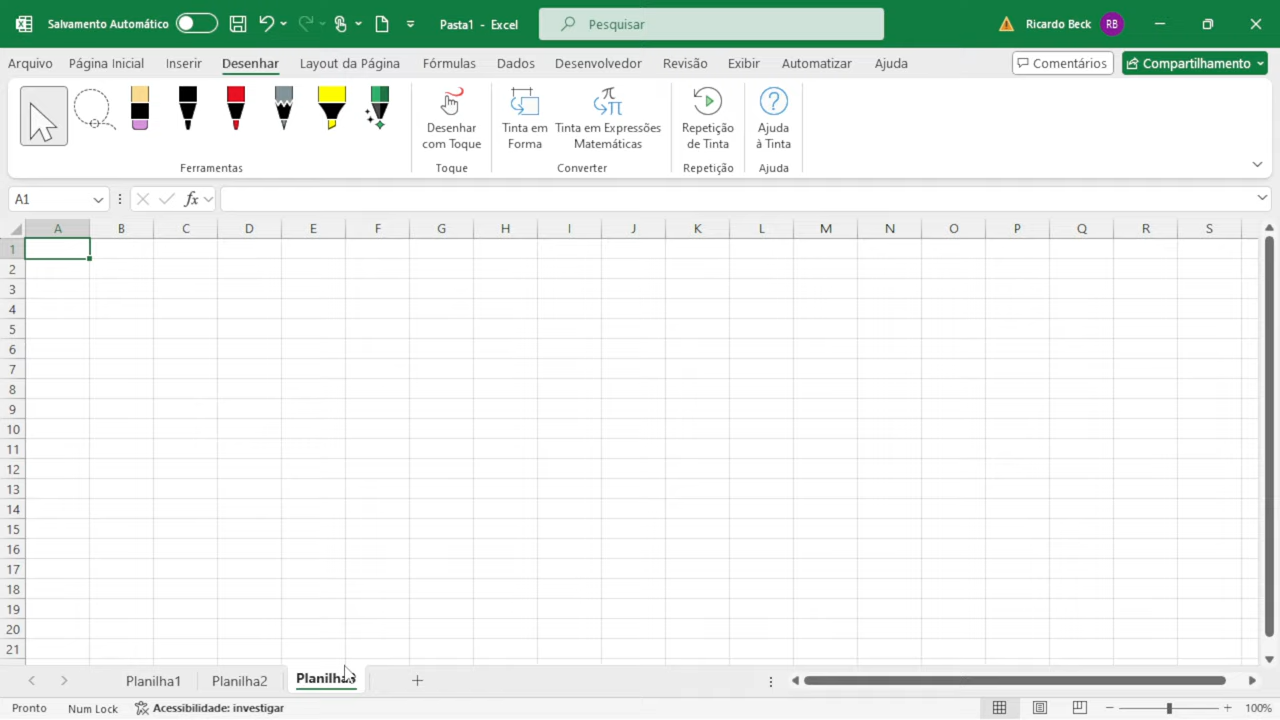 Salvamento Automático
Pasta1 - Excel
Pesquisar
Ricardo Beck
RB
Arquivo
Página Inicial
Inserir
Desenhar
Layout da Página
Fórmulas
Dados
Desenvolvedor
Revisão
Exibir
Automatizar
Ajuda
Comentários
Compartilhamento
Desenhar
com Toque
Tinta em
Forma
Tinta em Expressões
Matemáticas
Repetição
de Tinta
Ajuda
à Tinta
Ferramentas
Toque
Converter
Repetição
Ajuda
A1
fx
A B C D E F G H I J K L M N O P Q R S
1
2
3
4
5
6
7
8
9
10
11
12
13
14
15
16
17
18
19
20
21
Planilha1
Planilha2
Pronto
Num Lock
Acessibilidade: investigar
100%